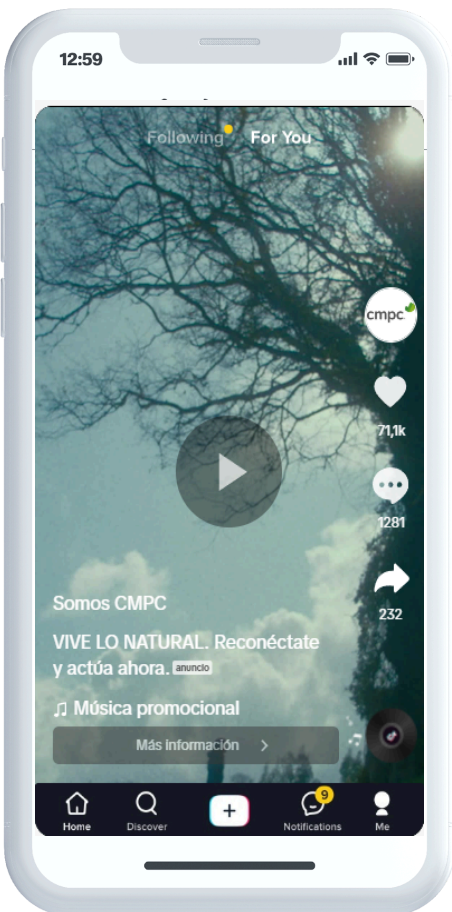 12:59
Following For You
cmpc
71,1k
1281
232
Somos CMPC
VIVE LO NATURAL. Reconéctate
y actúa ahora. anuncio
Música promocional
Más información
9
Home Discover Notifications Me